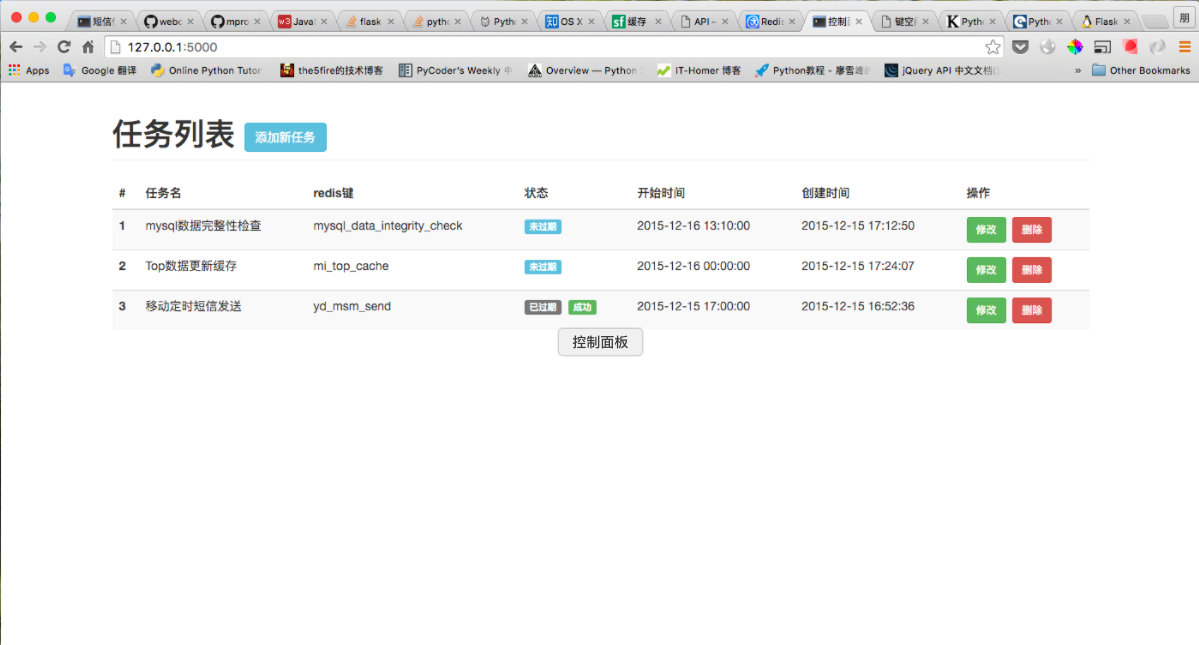 短信 webc mpro Java flask pytho Pytho OS X 缓存 API Redis 控制 键空 Pytho Pytho Flask 朋
127.0.0.1:5000
Apps Google 翻译 Online Python Tutor the5fire的技术博客 PyCoder's Weekly Overview — Python IT-Homer 博客 Python教程 - 廖雪峰 jQuery API 中文文档 » Other Bookmarks
任务列表 添加新任务
# 任务名 redis键 状态 开始时间 创建时间 操作
1 mysql数据完整性检查 mysql_data_integrity_check 未过期 2015-12-16 13:10:00 2015-12-15 17:12:50 修改 删除
2 Top数据更新缓存 mi_top_cache 未过期 2015-12-16 00:00:00 2015-12-15 17:24:07 修改 删除
3 移动定时短信发送 yd_msm_send 已过期 成功 2015-12-15 17:00:00 2015-12-15 16:52:36 修改 删除
控制面板